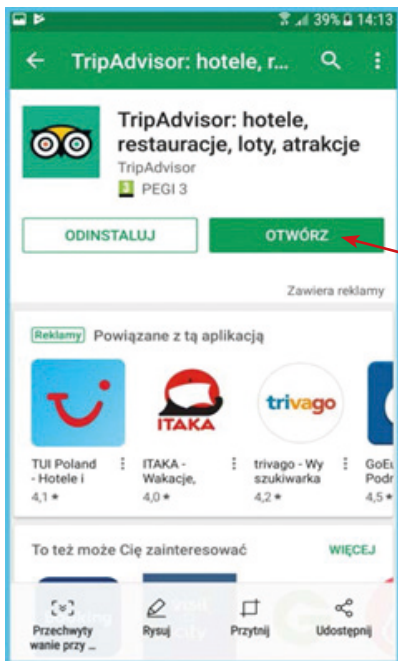 39% 14:13
TripAdvisor: hotele, r...
TripAdvisor: hotele,
restauracje, loty, atrakcje
TripAdvisor
3 PEGI 3
ODINSTALUJ OTWÓRZ
Zawiera reklamy
Reklamy Powiązane z tą aplikacją
ITAKA trivago
TUI Poland ITAKA - trivago - Wy GoEu
- Hotele i Wakacje, szukiwarka Podr
4,1 ★ 4,0 ★ 4,2 ★ 4,5 ★
To też może Cię zainteresować WIĘCEJ
Przechwyty Rysuj Przytnij Udostępnij
wanie przy ...